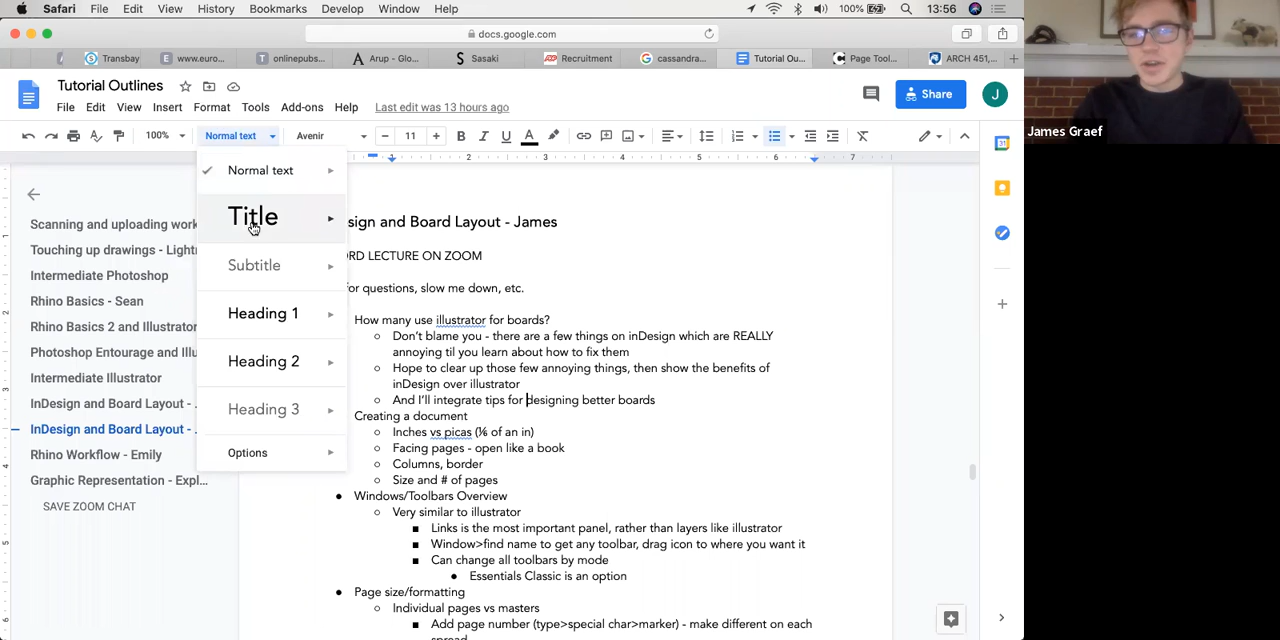 Safari File Edit View History Bookmarks Develop Window Help 100% 13:56
docs.google.com
Transbay www.euro... onlinepubs... Arup - Glo... Sasaki Recruitment cassandra... Tutorial Ou... Page Tool... ARCH 451,...
Tutorial Outlines
File Edit View Insert Format Tools Add-ons Help Last edit was 13 hours ago
Share J
100% Normal text Avenir 11
1 2 3 4 5 6 7
James Graef
Normal text
Title
Subtitle
Heading 1
Heading 2
Heading 3
Options
Scanning and uploading work
Touching up drawings - Light
Intermediate Photoshop
Rhino Basics - Sean
Rhino Basics 2 and Illustrator
Photoshop Entourage and Illu
Intermediate Illustrator
InDesign and Board Layout -
InDesign and Board Layout -
Rhino Workflow - Emily
Graphic Representation - Expl...
SAVE ZOOM CHAT
sign and Board Layout - James
ORD LECTURE ON ZOOM
for questions, slow me down, etc.
How many use illustrator for boards?
Don't blame you - there are a few things on inDesign which are REALLY
annoying til you learn about how to fix them
Hope to clear up those few annoying things, then show the benefits of
inDesign over illustrator
And I'll integrate tips for designing better boards
Creating a document
Inches vs picas (⅙ of an in)
Facing pages - open like a book
Columns, border
Size and # of pages
Windows/Toolbars Overview
Very similar to illustrator
Links is the most important panel, rather than layers like illustrator
Window>find name to get any toolbar, drag icon to where you want it
Can change all toolbars by mode
Essentials Classic is an option
Page size/formatting
Individual pages vs masters
Add page number (type>special char>marker) - make different on each
spread